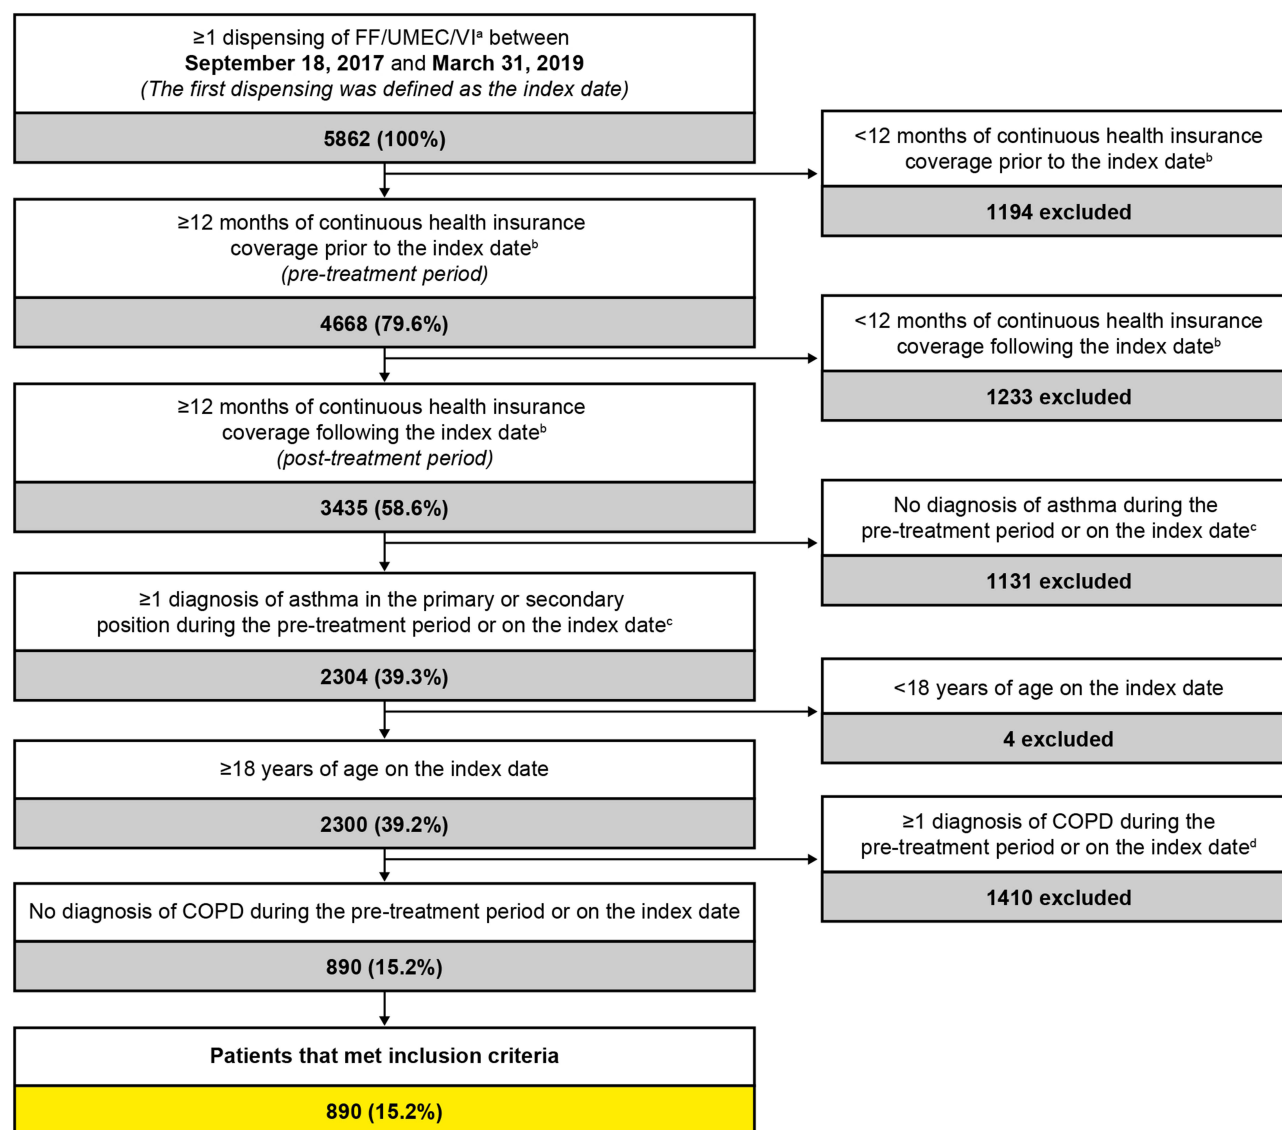 ≥1 dispensing of FF/UMEC/VIᵃ between
September 18, 2017 and March 31, 2019
(The first dispensing was defined as the index date)
5862 (100%)
<12 months of continuous health insurance
coverage prior to the index dateᵇ
1194 excluded
≥12 months of continuous health insurance
coverage prior to the index dateᵇ
(pre-treatment period)
4668 (79.6%)
<12 months of continuous health insurance
coverage following the index dateᵇ
1233 excluded
≥12 months of continuous health insurance
coverage following the index dateᵇ
(post-treatment period)
3435 (58.6%)
No diagnosis of asthma during the
pre-treatment period or on the index dateᶜ
1131 excluded
≥1 diagnosis of asthma in the primary or secondary
position during the pre-treatment period or on the index dateᶜ
2304 (39.3%)
<18 years of age on the index date
4 excluded
≥18 years of age on the index date
2300 (39.2%)
≥1 diagnosis of COPD during the
pre-treatment period or on the index dateᵈ
1410 excluded
No diagnosis of COPD during the pre-treatment period or on the index date
890 (15.2%)
Patients that met inclusion criteria
890 (15.2%)